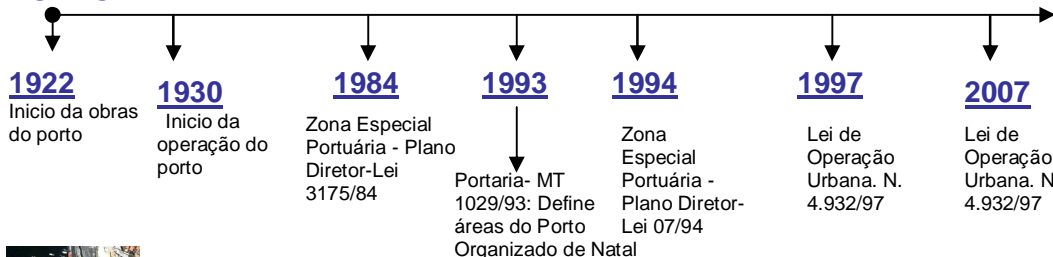 1922
Inicio da obras
do porto
1930
Inicio da
operação do
porto
1984
Zona Especial
Portuária - Plano
Diretor-Lei
3175/84
1993
Portaria- MT
1029/93: Define
áreas do Porto
Organizado de Natal
1994
Zona
Especial
Portuária -
Plano Diretor-
Lei 07/94
1997
Lei de
Operação
Urbana. N.
4.932/97
2007
Lei de
Operação
Urbana. N
4.932/97